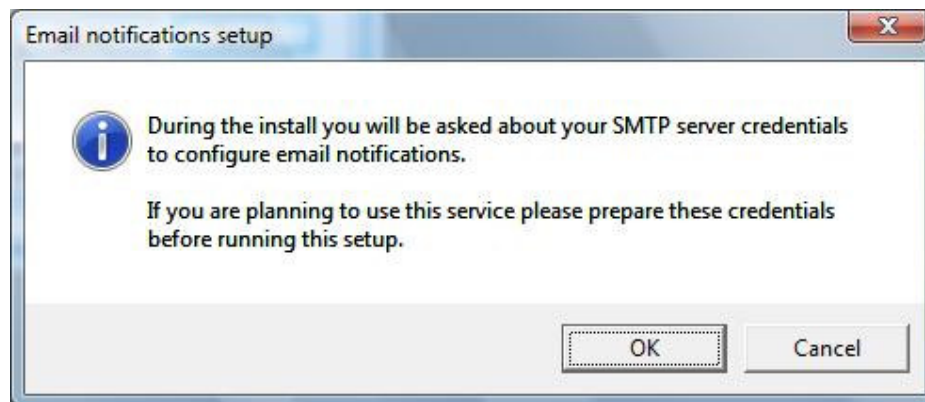 Email notifications setup
During the install you will be asked about your SMTP server credentials
to configure email notifications.
If you are planning to use this service please prepare these credentials
before running this setup.
OK
Cancel